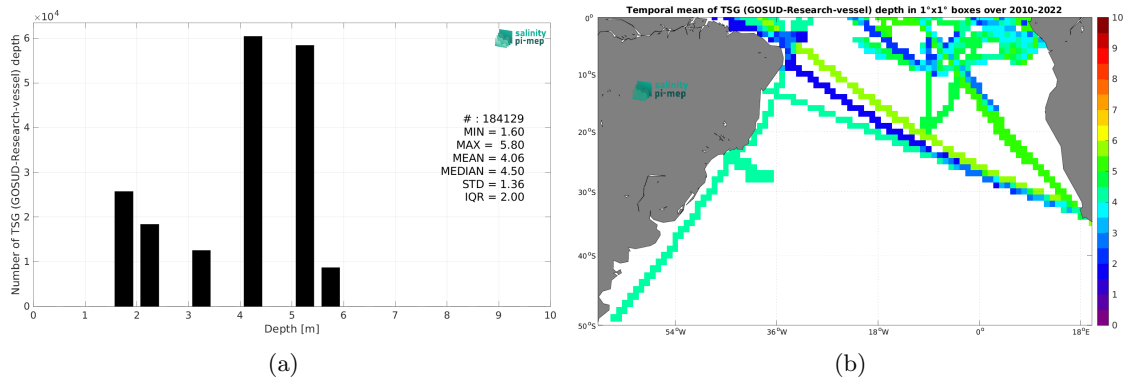 ×10⁴
6
5
4
3
2
1
0
Number of TSG (GOSUD-Research-vessel) depth
0 1 2 3 4 5 6 7 8 9 10
Depth [m]
salinity
pi-mep
# : 184129
MIN = 1.60
MAX = 5.80
MEAN = 4.06
MEDIAN = 4.50
STD = 1.36
IQR = 2.00
(a)
Temporal mean of TSG (GOSUD-Research-vessel) depth in 1°x1° boxes over 2010-2022
0°
10°S
20°S
30°S
40°S
50°S
54°W 36°W 18°W 0° 18°E
salinity
pi-mep
10
9
8
7
6
5
4
3
2
1
0
(b)